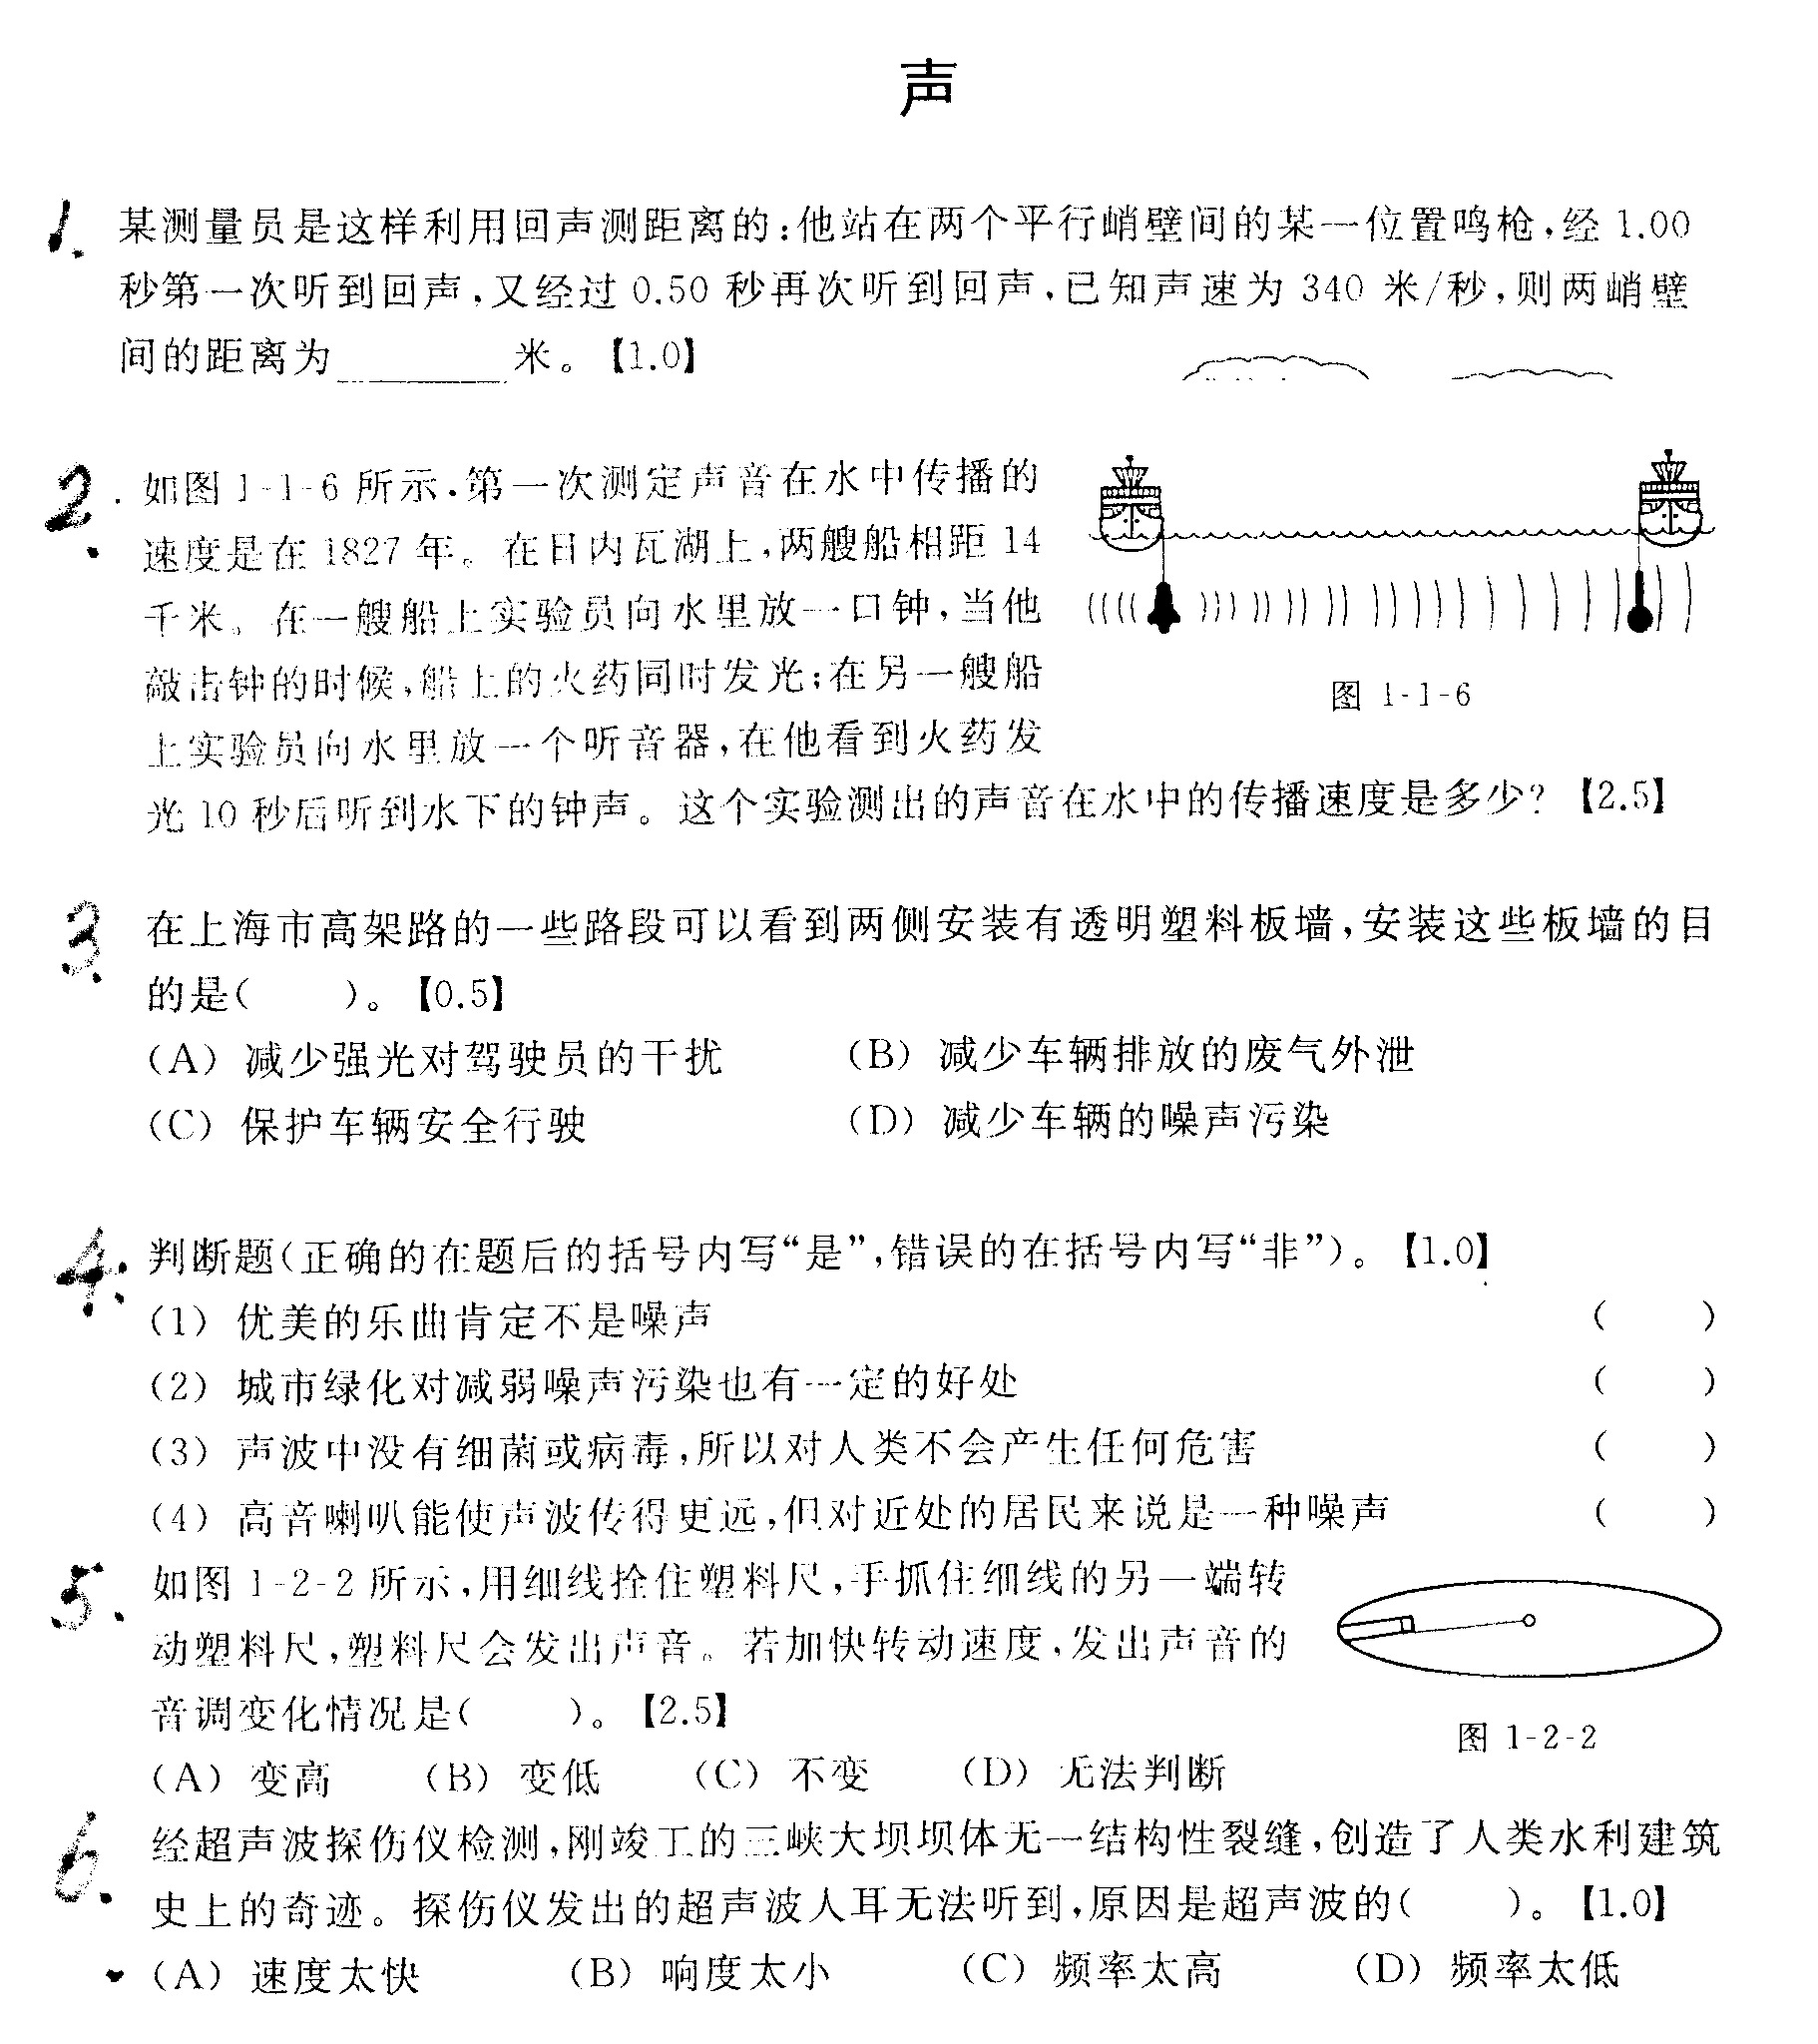 声
1. 某测量员是这样利用回声测距离的:他站在两个平行峭壁间的某一位置鸣枪,经 1.00
秒第一次听到回声,又经过 0.50 秒再次听到回声,已知声速为 340 米/秒,则两峭壁
间的距离为________米。【1.0】
2. 如图 1-1-6 所示.第一次测定声音在水中传播的
速度是在 1827 年。在日内瓦湖上,两艘船相距 14
千米。在一艘船上实验员向水里放一口钟,当他
敲击钟的时候,船上的火药同时发光;在另一艘船
上实验员向水里放一个听音器,在他看到火药发
光 10 秒后听到水下的钟声。这个实验测出的声音在水中的传播速度是多少?【2.5】
图 1-1-6
3. 在上海市高架路的一些路段可以看到两侧安装有透明塑料板墙,安装这些板墙的目
的是(  )。【0.5】
(A) 减少强光对驾驶员的干扰 (B) 减少车辆排放的废气外泄
(C) 保护车辆安全行驶 (D) 减少车辆的噪声污染
4. 判断题(正确的在题后的括号内写“是”,错误的在括号内写“非”)。【1.0】
(1) 优美的乐曲肯定不是噪声 (  )
(2) 城市绿化对减弱噪声污染也有一定的好处 (  )
(3) 声波中没有细菌或病毒,所以对人类不会产生任何危害 (  )
(4) 高音喇叭能使声波传得更远,但对近处的居民来说是一种噪声 (  )
5. 如图 1-2-2 所示,用细线拴住塑料尺,手抓住细线的另一端转
动塑料尺,塑料尺会发出声音。若加快转动速度,发出声音的
音调变化情况是(  )。【2.5】
图 1-2-2
(A) 变高 (B) 变低 (C) 不变 (D) 无法判断
6. 经超声波探伤仪检测,刚竣工的三峡大坝坝体无一结构性裂缝,创造了人类水利建筑
史上的奇迹。探伤仪发出的超声波人耳无法听到,原因是超声波的(  )。【1.0】
(A) 速度太快 (B) 响度太小 (C) 频率太高 (D) 频率太低